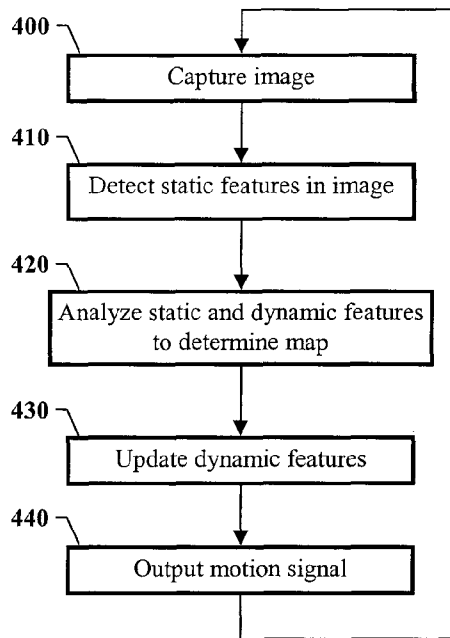 400
Capture image
410
Detect static features in image
420
Analyze static and dynamic features
to determine map
430
Update dynamic features
440
Output motion signal